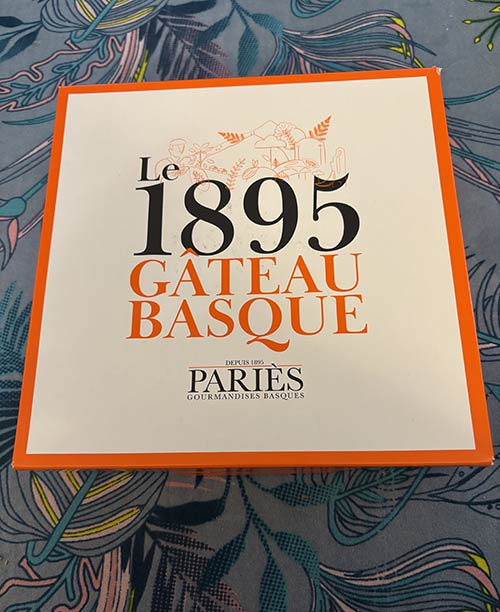 Le
1895
GÂTEAU
BASQUE
DEPUIS 1895
PARIÈS
GOURMANDISES BASQUES